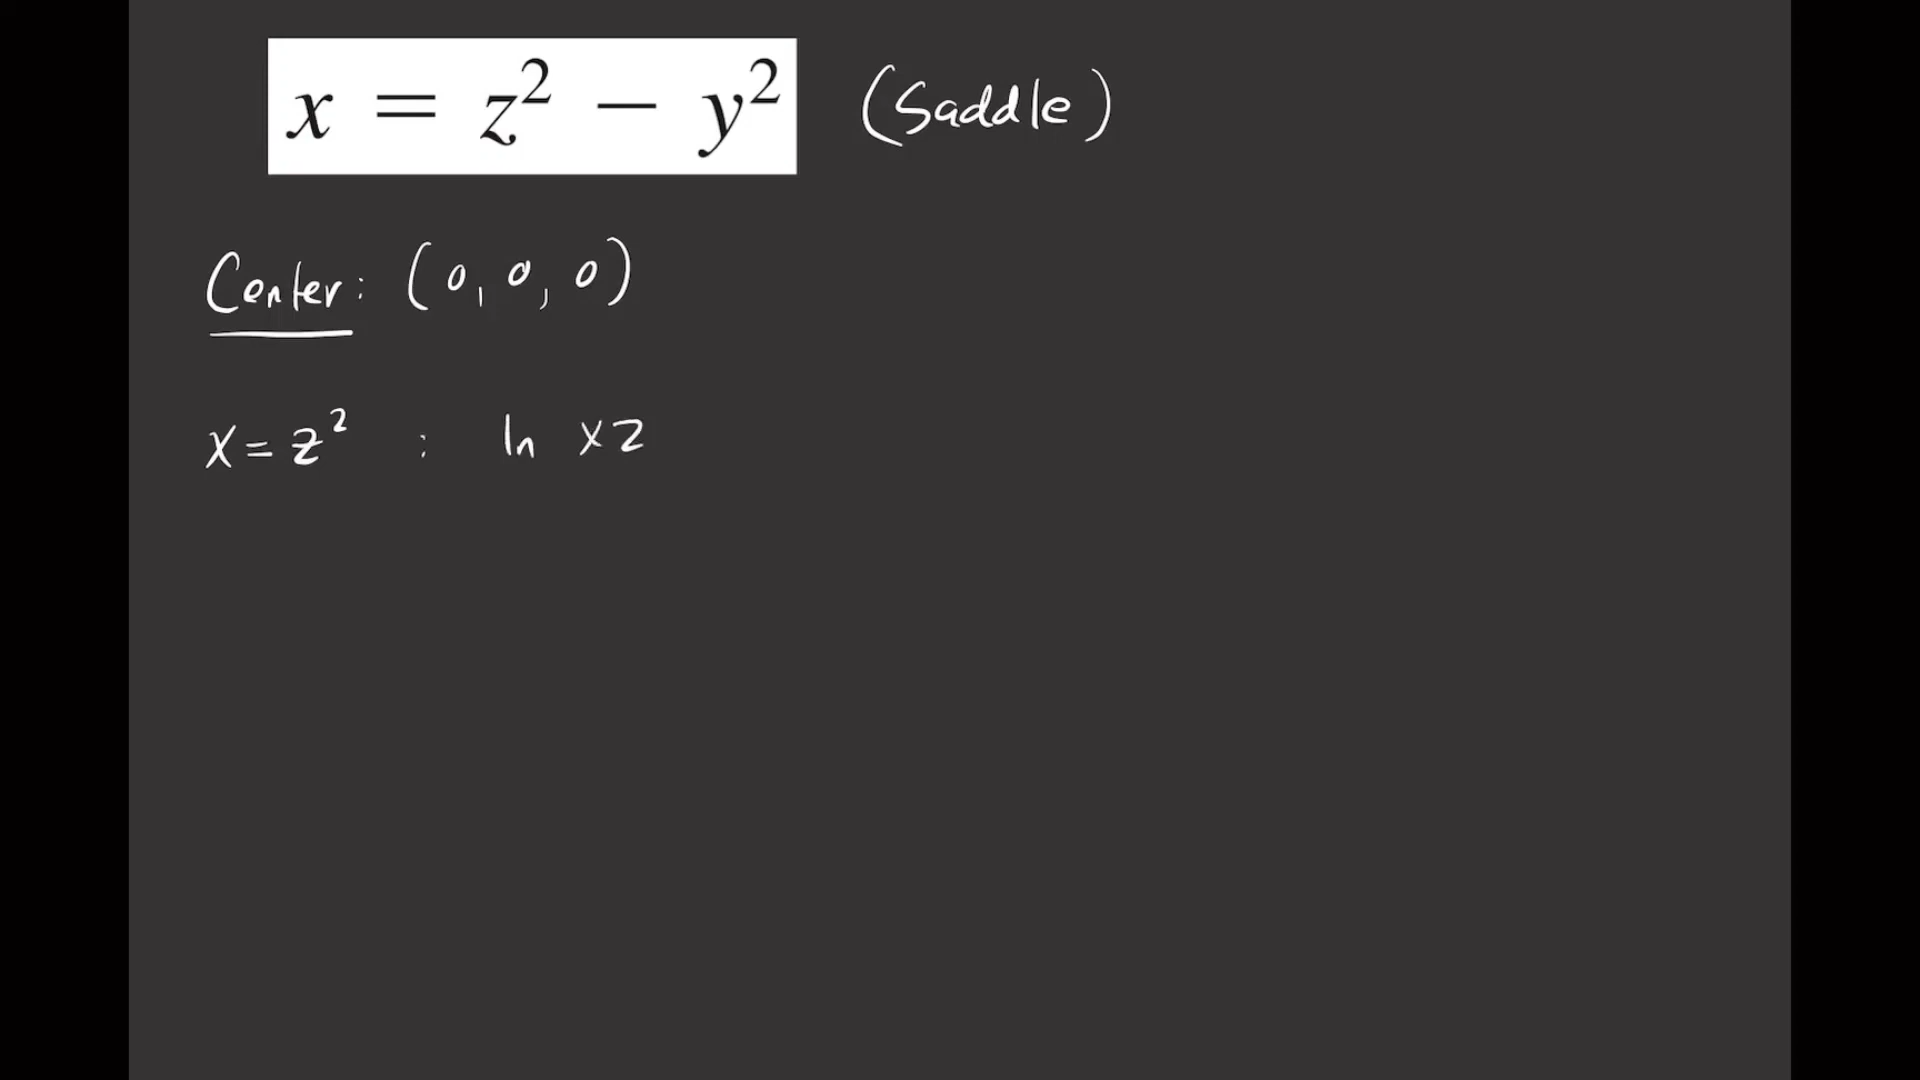 x = z² − y² (Saddle)
Center: (0, 0, 0)
x = z² : In xz